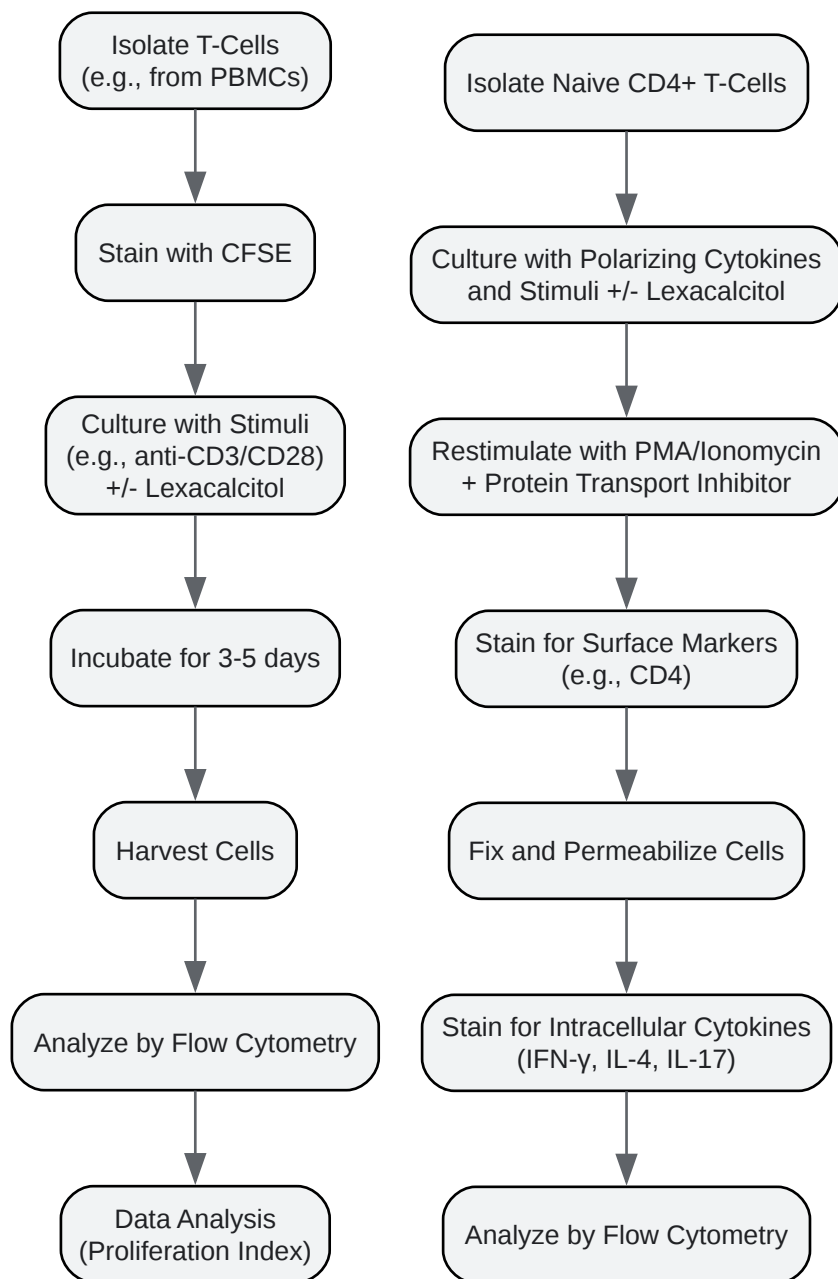 Isolate T-Cells
(e.g., from PBMCs)
Stain with CFSE
Culture with Stimuli
(e.g., anti-CD3/CD28)
+/- Lexacalcitol
Incubate for 3-5 days
Harvest Cells
Analyze by Flow Cytometry
Data Analysis
(Proliferation Index)
Isolate Naive CD4+ T-Cells
Culture with Polarizing Cytokines
and Stimuli +/- Lexacalcitol
Restimulate with PMA/Ionomycin
+ Protein Transport Inhibitor
Stain for Surface Markers
(e.g., CD4)
Fix and Permeabilize Cells
Stain for Intracellular Cytokines
(IFN-γ, IL-4, IL-17)
Analyze by Flow Cytometry